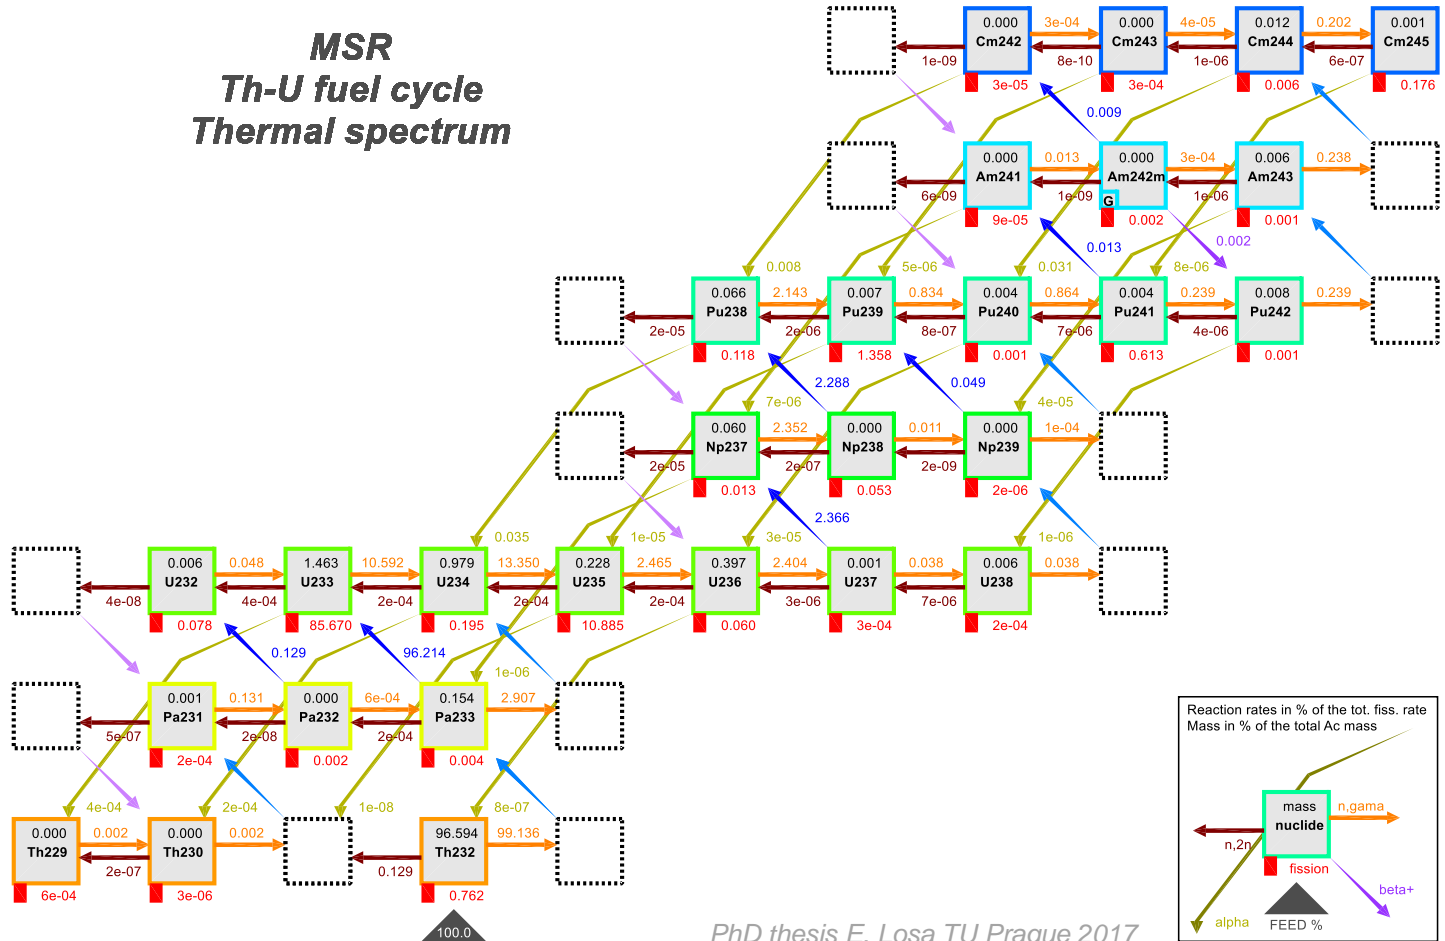 MSR
Th-U fuel cycle
Thermal spectrum
0.000 3e-04 0.000 4e-05 0.012 0.202 0.001
Cm242 Cm243 Cm244 Cm245
1e-09 8e-10 1e-06 6e-07
3e-05 3e-04 0.006 0.176
0.009
0.000 0.013 0.000 3e-04 0.006 0.238
Am241 Am242m Am243
6e-09 1e-09 1e-06
G
9e-05 0.002 0.001
0.013 0.002
0.008 5e-06 0.031 8e-06
0.066 2.143 0.007 0.834 0.004 0.864 0.004 0.239 0.008 0.239
Pu238 Pu239 Pu240 Pu241 Pu242
2e-05 2e-06 8e-07 7e-06 4e-06
0.118 1.358 0.001 0.613 0.001
2.288 0.049
7e-06 4e-05
0.060 2.352 0.000 0.011 0.000 1e-04
Np237 Np238 Np239
2e-05 2e-07 2e-09
0.013 0.053 2e-06
2.366
0.035 1e-05 3e-05 1e-06
0.006 0.048 1.463 10.592 0.979 13.350 0.228 2.465 0.397 2.404 0.001 0.038 0.006 0.038
U232 U233 U234 U235 U236 U237 U238
4e-08 4e-04 2e-04 2e-04 2e-04 3e-06 7e-06
0.078 85.670 0.195 10.885 0.060 3e-04 2e-04
0.129 96.214
1e-06
0.001 0.131 0.000 6e-04 0.154 2.907
Pa231 Pa232 Pa233
5e-07 2e-08 2e-04
2e-04 0.002 0.004
4e-04 2e-04 1e-08 8e-07
0.000 0.002 0.000 0.002 96.594 99.136
Th229 Th230 Th232
2e-07 0.129
6e-04 3e-06 0.762
100.0
Reaction rates in % of the tot. fiss. rate
Mass in % of the total Ac mass
mass n,gama
nuclide
n,2n
fission
beta+
alpha FEED %
PhD thesis E. Losa TU Prague 2017